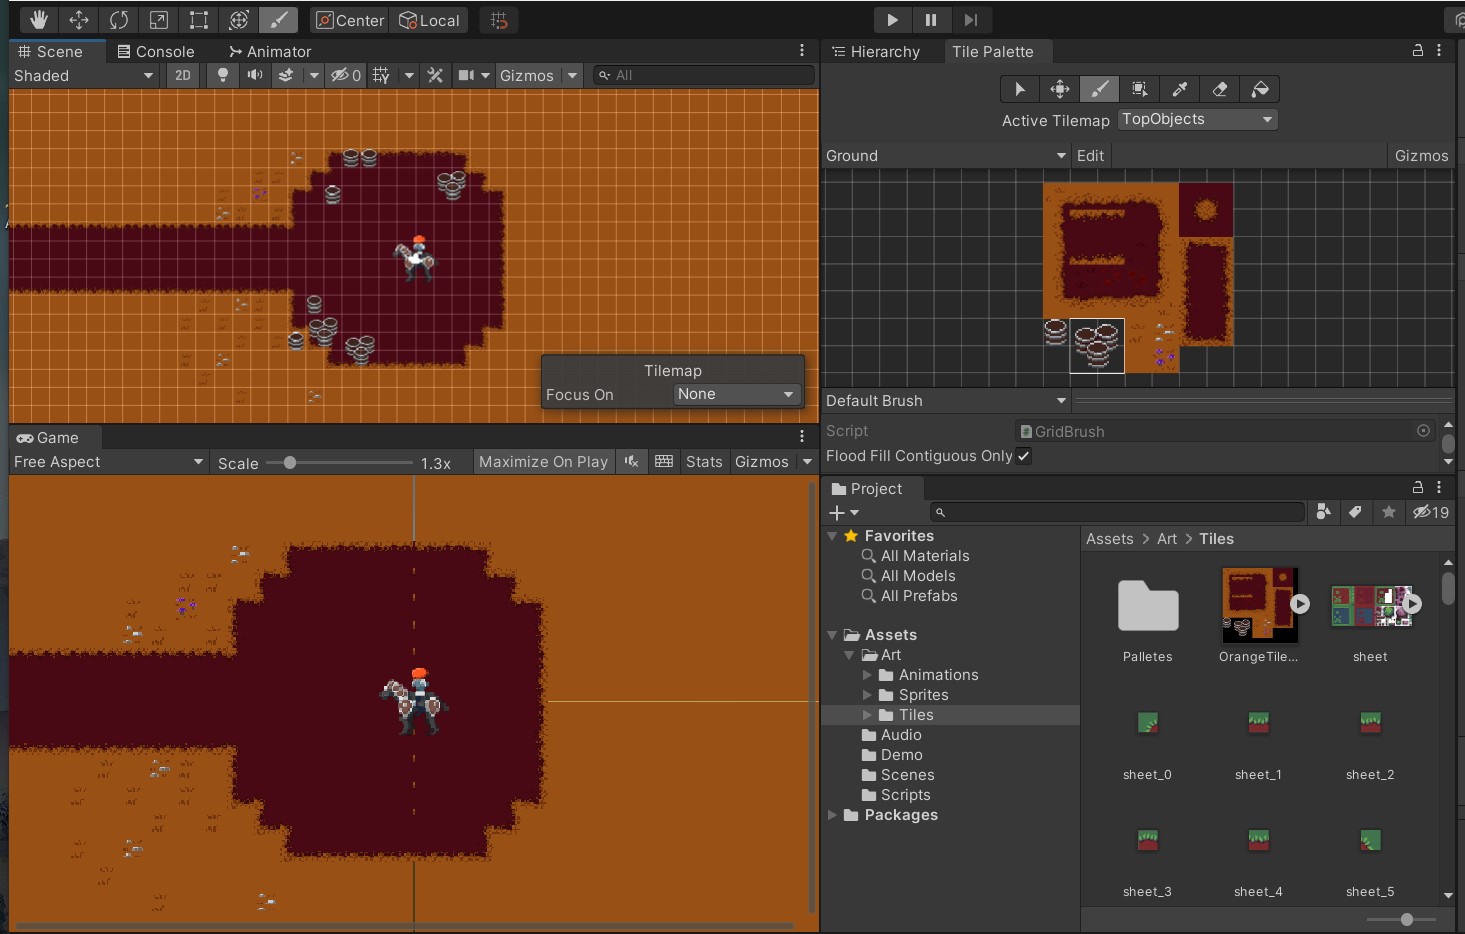 Center Local
Scene Console Animator
Shaded 2D 0 Gizmos All
Tilemap
Focus On None
Game
Free Aspect Scale 1.3x Maximize On Play Stats Gizmos
Hierarchy Tile Palette
Active Tilemap TopObjects
Ground Edit Gizmos
Default Brush
Script GridBrush
Flood Fill Contiguous Only
Project
19
Favorites
All Materials
All Models
All Prefabs
Assets
Art
Animations
Sprites
Tiles
Audio
Demo
Scenes
Scripts
Packages
Assets > Art > Tiles
Palletes OrangeTile... sheet
sheet_0 sheet_1 sheet_2
sheet_3 sheet_4 sheet_5